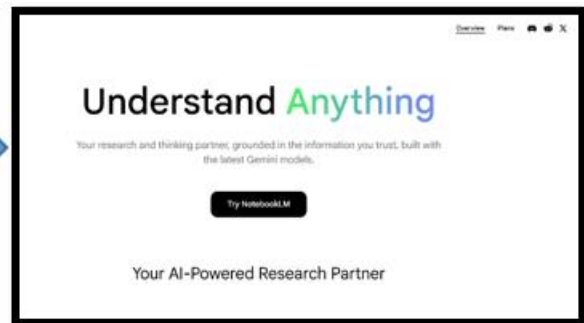 Overview Plans
Understand Anything
Your research and thinking partner, grounded in the information you trust, built with
the latest Gemini models.
Try NotebookLM
Your AI-Powered Research Partner